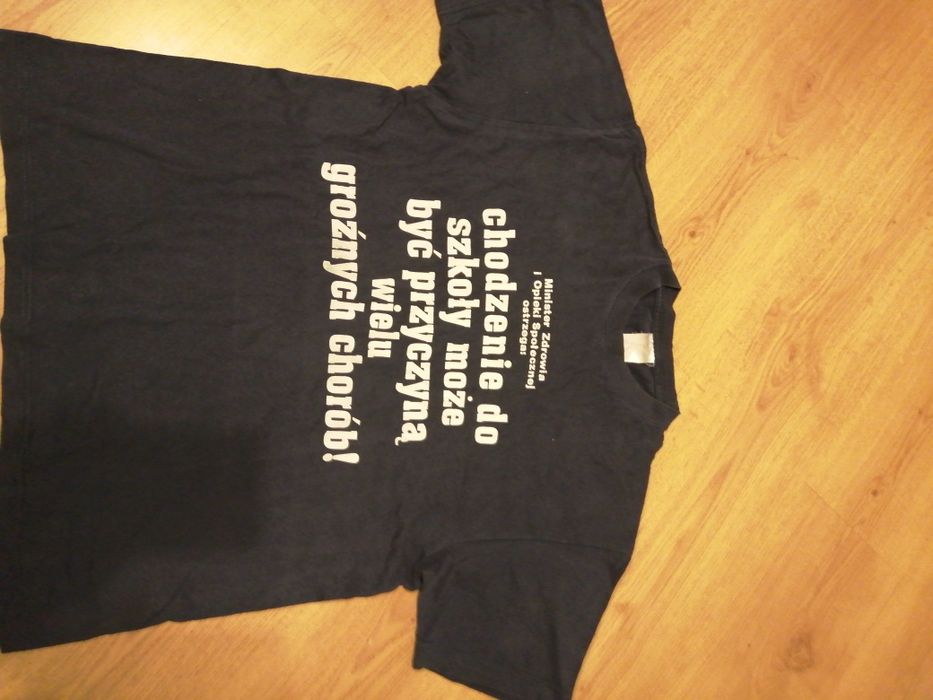 Minister Zdrowia
i Opieki Społecznej
ostrzega:
chodzenie do
szkoły może
być przyczyną
wielu
groźnych chorób!